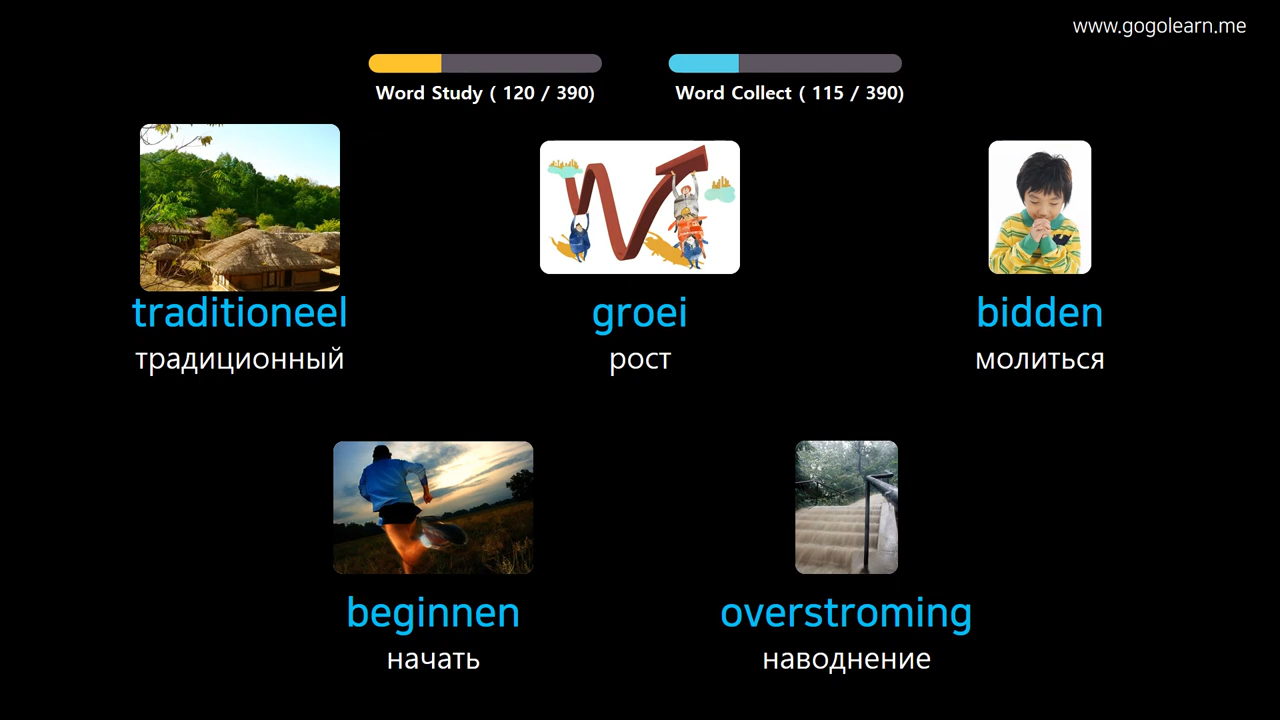 www.gogolearn.me
Word Study ( 120 / 390)
Word Collect ( 115 / 390)
traditioneel
традиционный
groei
рост
bidden
молиться
beginnen
начать
overstroming
наводнение